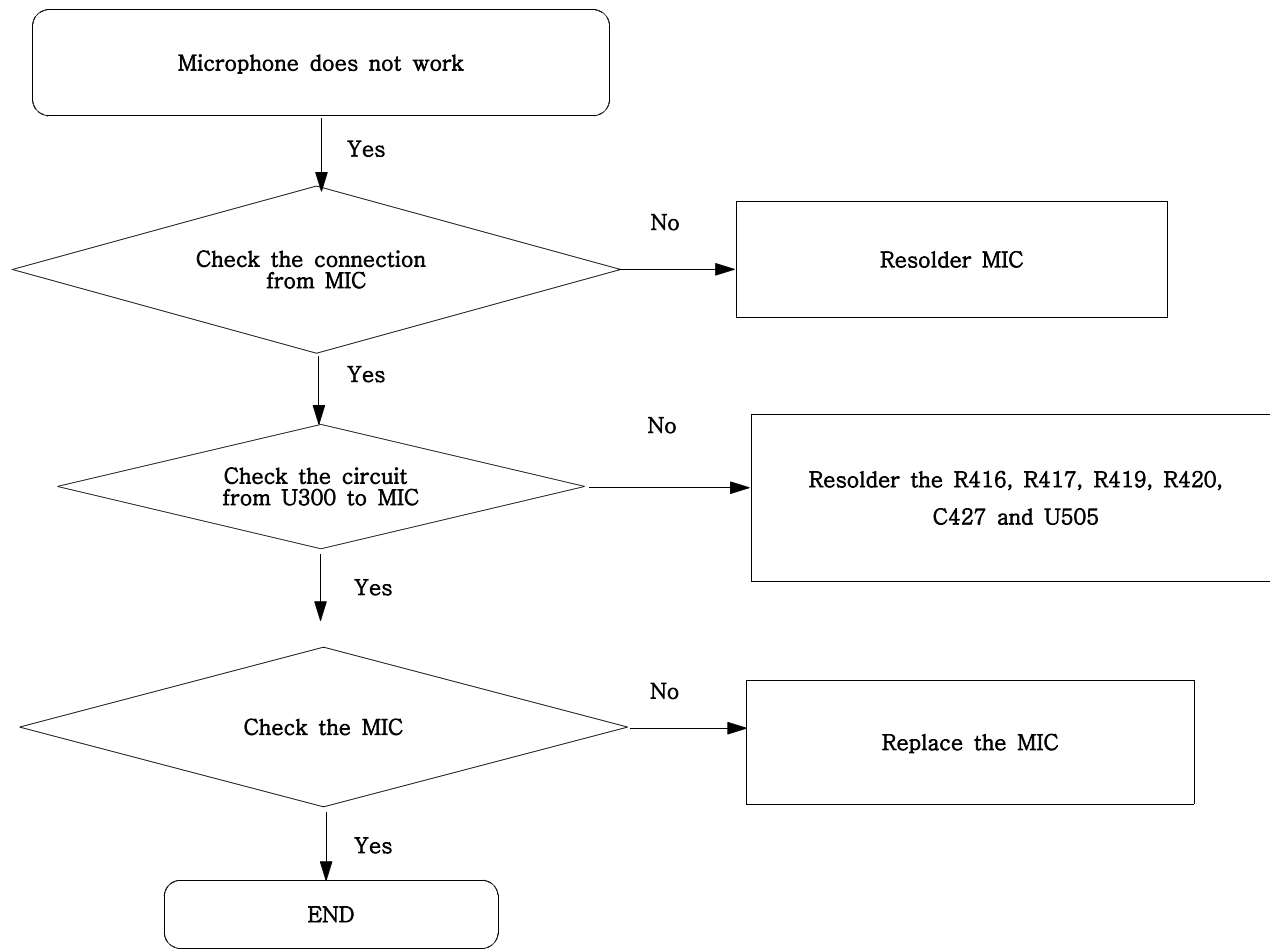 Microphone does not work
Yes
Check the connection
from MIC
No
Resolder MIC
Yes
Check the circuit
from U300 to MIC
No
Resolder the R416, R417, R419, R420,
C427 and U505
Yes
Check the MIC
No
Replace the MIC
Yes
END